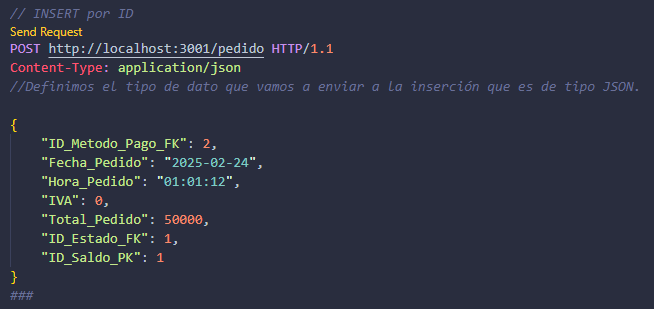 // INSERT por ID
Send Request
POST http://localhost:3001/pedido HTTP/1.1
Content-Type: application/json
//Definimos el tipo de dato que vamos a enviar a la inserción que es de tipo JSON.
{
"ID_Metodo_Pago_FK": 2,
"Fecha_Pedido": "2025-02-24",
"Hora_Pedido": "01:01:12",
"IVA": 0,
"Total_Pedido": 50000,
"ID_Estado_FK": 1,
"ID_Saldo_PK": 1
}
###